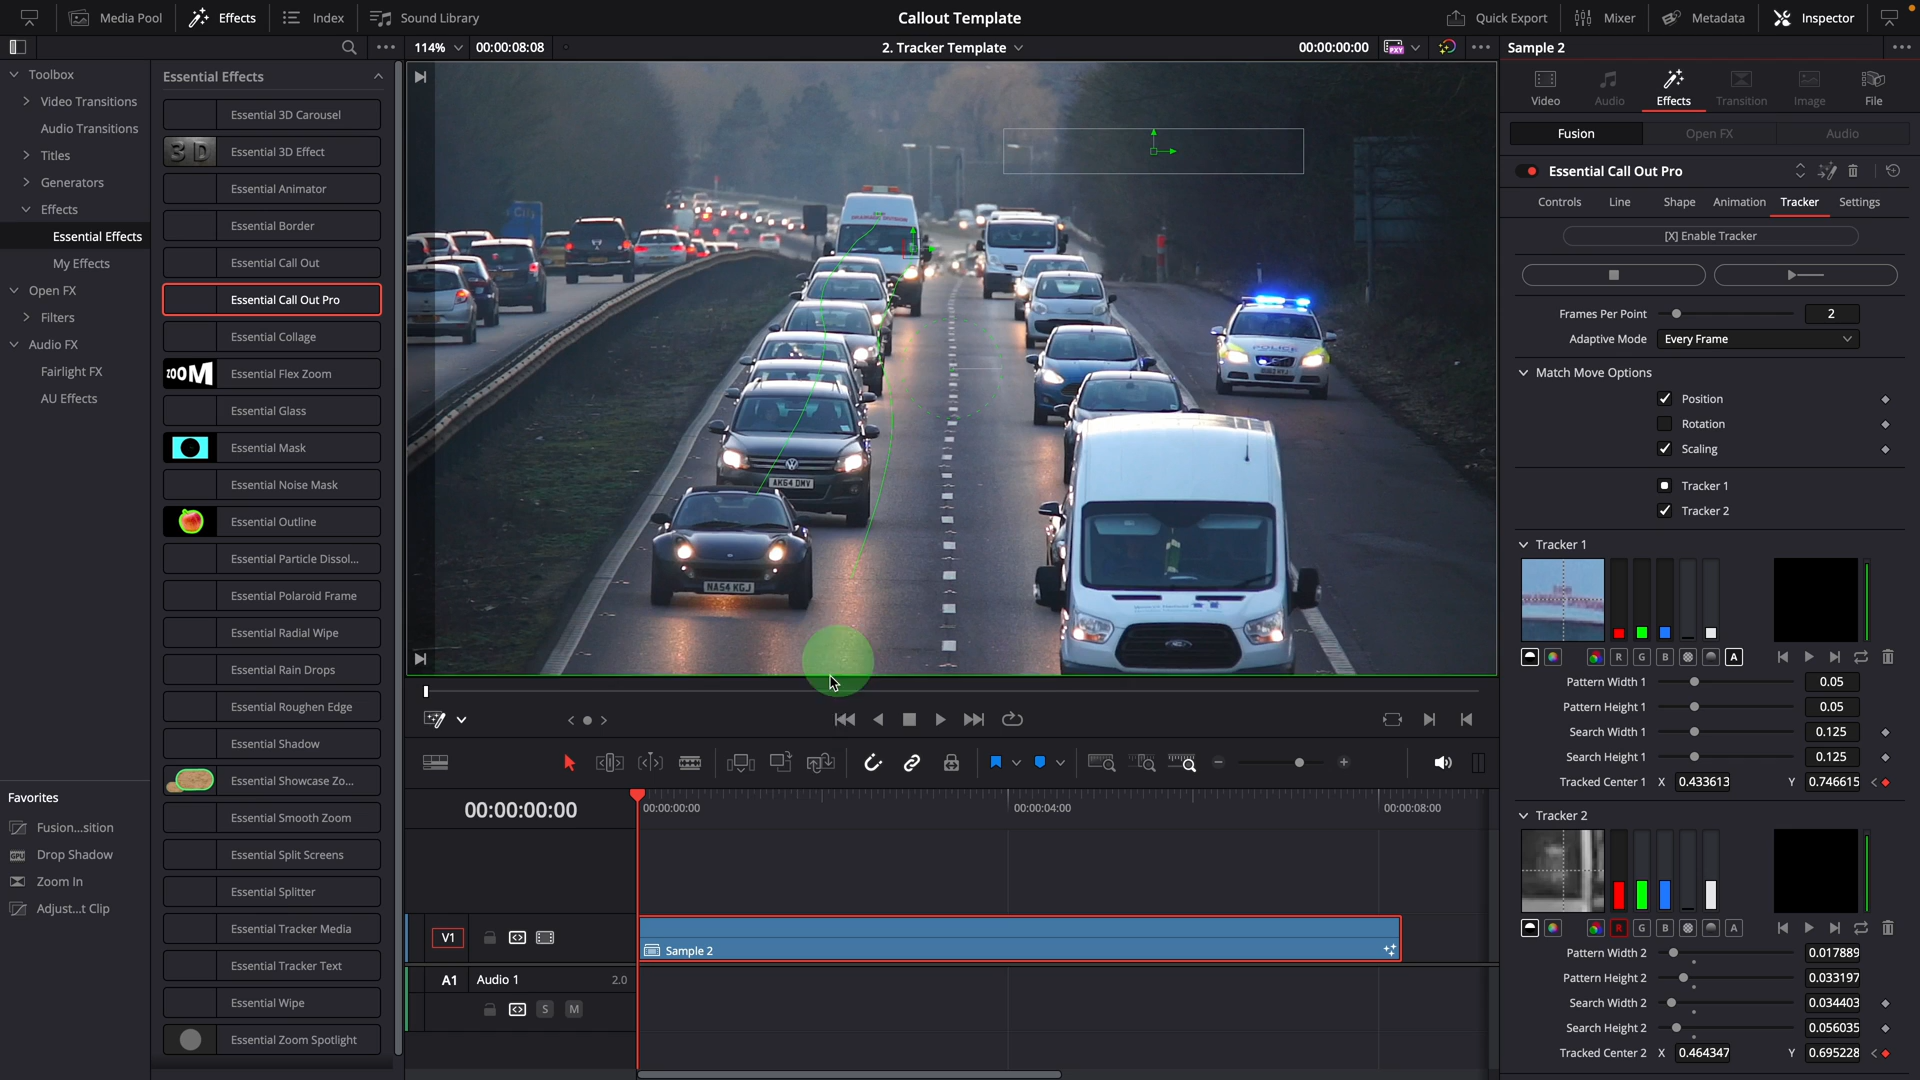 Media Pool
Effects
Index
Sound Library
Callout Template
Quick Export
Mixer
Metadata
Inspector
114%
00:00:08:08
2. Tracker Template
00:00:00:00
Sample 2
Toolbox
Video Transitions
Audio Transitions
Titles
Generators
Effects
Essential Effects
My Effects
Open FX
Filters
Audio FX
Fairlight FX
AU Effects
Favorites
Fusion...sition
Drop Shadow
Zoom In
Adjust...t Clip
Essential Effects
Essential 3D Carousel
3D
Essential 3D Effect
Essential Animator
Essential Border
Essential Call Out
Essential Call Out Pro
Essential Collage
ZOOM
Essential Flex Zoom
Essential Glass
Essential Mask
Essential Noise Mask
Essential Outline
Essential Particle Dissol...
Essential Polaroid Frame
Essential Radial Wipe
Essential Rain Drops
Essential Roughen Edge
Essential Shadow
Essential Showcase Zo...
Essential Smooth Zoom
Essential Split Screens
Essential Splitter
Essential Tracker Media
Essential Tracker Text
Essential Wipe
Essential Zoom Spotlight
POLICE
AK64 DMV
NA54 KGJ
00:00:00:00
00:00:00:00
00:00:04:00
00:00:08:00
V1
Sample 2
A1
Audio 1
2.0
S
M
Video
Audio
Effects
Transition
Image
File
Fusion
Open FX
Audio
Essential Call Out Pro
Controls
Line
Shape
Animation
Tracker
Settings
[X] Enable Tracker
Frames Per Point
2
Adaptive Mode
Every Frame
Match Move Options
Position
Rotation
Scaling
Tracker 1
Tracker 2
Tracker 1
R
G
B
A
Pattern Width 1
0.05
Pattern Height 1
0.05
Search Width 1
0.125
Search Height 1
0.125
Tracked Center 1 X 0.433613 Y 0.746615
Tracker 2
R
G
B
A
Pattern Width 2
0.017889
Pattern Height 2
0.033197
Search Width 2
0.034403
Search Height 2
0.056035
Tracked Center 2 X 0.464347 Y 0.695228